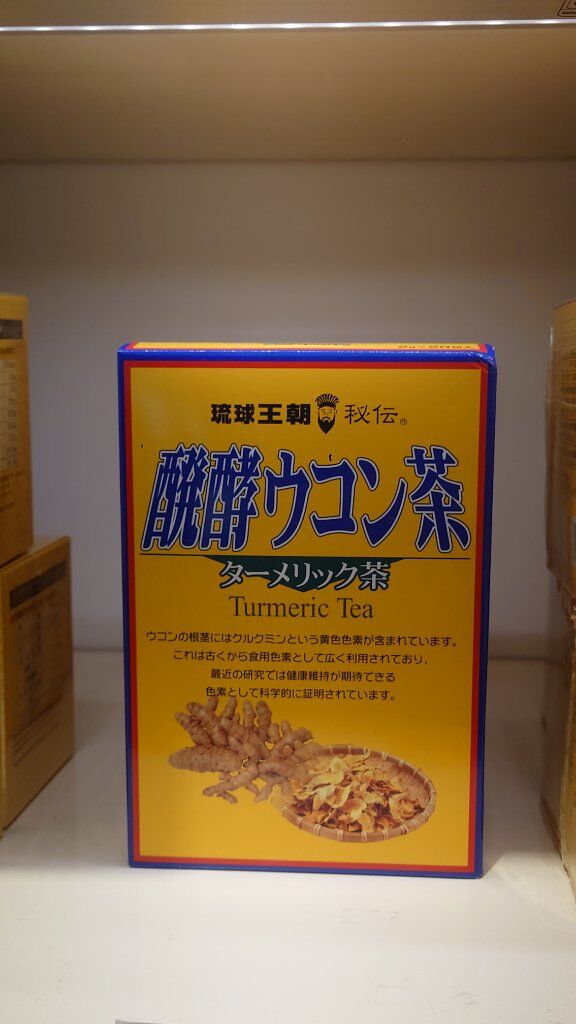 琉球王朝 秘伝®
醗酵ウコン茶
ターメリック茶
Turmeric Tea
ウコンの根茎にはクルクミンという黄色色素が含まれています。
これは古くから食用色素として広く利用されており、
最近の研究では健康維持が期待できる
色素として科学的に証明されています。